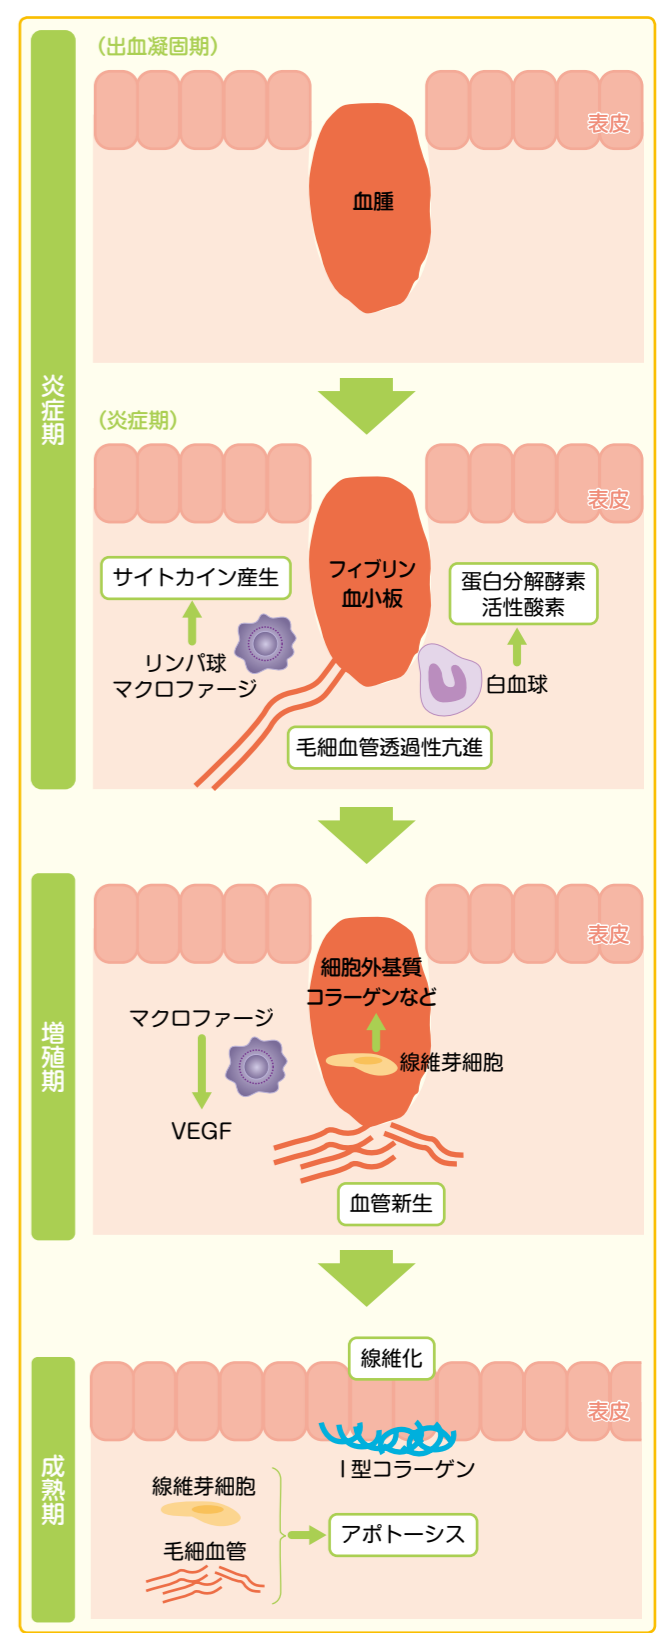 炎症期
（出血凝固期）
表皮
血腫
（炎症期）
表皮
フィブリン
血小板
サイトカイン産生
リンパ球
マクロファージ
蛋白分解酵素
活性酸素
白血球
毛細血管透過性亢進
増殖期
表皮
細胞外基質
コラーゲンなど
マクロファージ
線維芽細胞
VEGF
血管新生
成熟期
線維化
表皮
Ⅰ型コラーゲン
線維芽細胞
毛細血管
アポトーシス